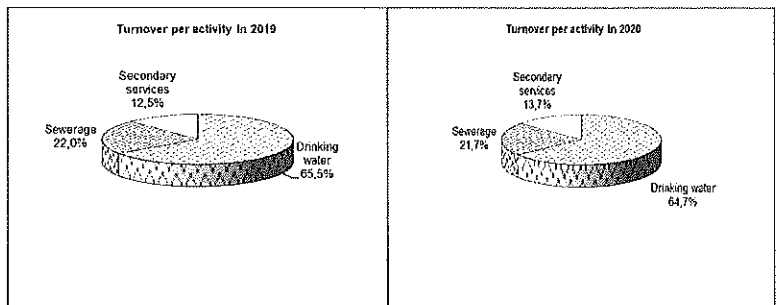 Turnover per activity in 2019
Secondary
services
12,5%
Sewerage
22,0%
Drinking
water
65,5%
Turnover per activity in 2020
Secondary
services
13,7%
Sewerage
21,7%
Drinking water
64,7%